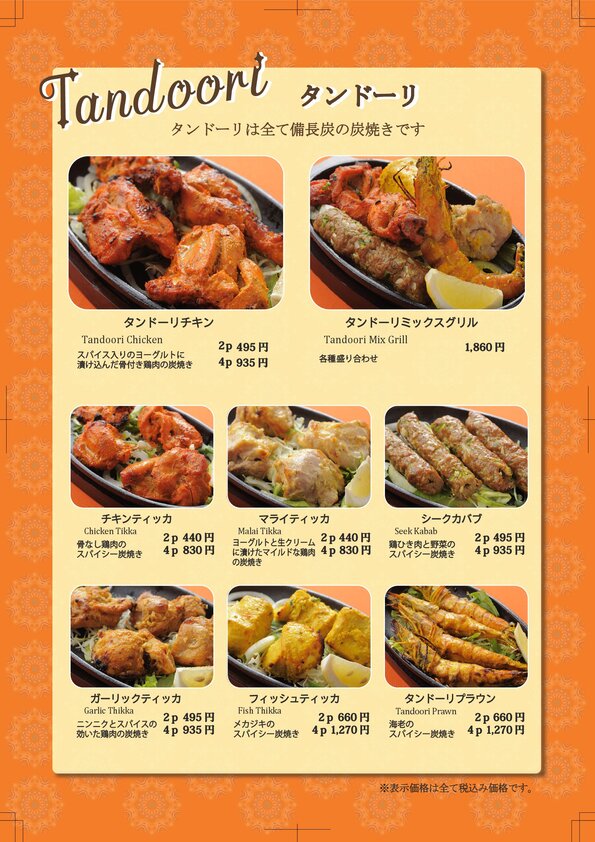 Tandoori タンドーリ
タンドーリは全て備長炭の炭焼きです
タンドーリチキン
Tandoori Chicken
スパイス入りのヨーグルトに
漬け込んだ骨付き鶏肉の炭焼き
2p 495円
4p 935円
タンドーリミックスグリル
Tandoori Mix Grill
各種盛り合わせ
1,860円
チキンティッカ
Chicken Tikka
骨なし鶏肉の
スパイシー炭焼き
2p 440円
4p 830円
マライティッカ
Malai Tikka
ヨーグルトと生クリーム
に漬けたマイルドな鶏肉
の炭焼き
2p 440円
4p 830円
シークカバブ
Seek Kabab
鶏ひき肉と野菜の
スパイシー炭焼き
2p 495円
4p 935円
ガーリックティッカ
Garlic Thikka
ニンニクとスパイスの
効いた鶏肉の炭焼き
2p 495円
4p 935円
フィッシュティッカ
Fish Thikka
メカジキの
スパイシー炭焼き
2p 660円
4p 1,270円
タンドーリプラウン
Tandoori Prawn
海老の
スパイシー炭焼き
2p 660円
4p 1,270円
※表示価格は全て税込み価格です。